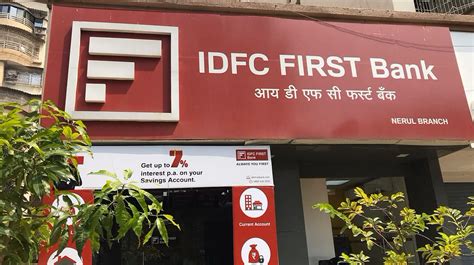 IDFC FIRST Bank
आय डी एफ सी फर्स्ट बँक
NERUL BRANCH
Get up to 7%
interest p.a. on your
Savings Account.
IDFC FIRST
Bank
ALWAYS YOU FIRST
Current Account